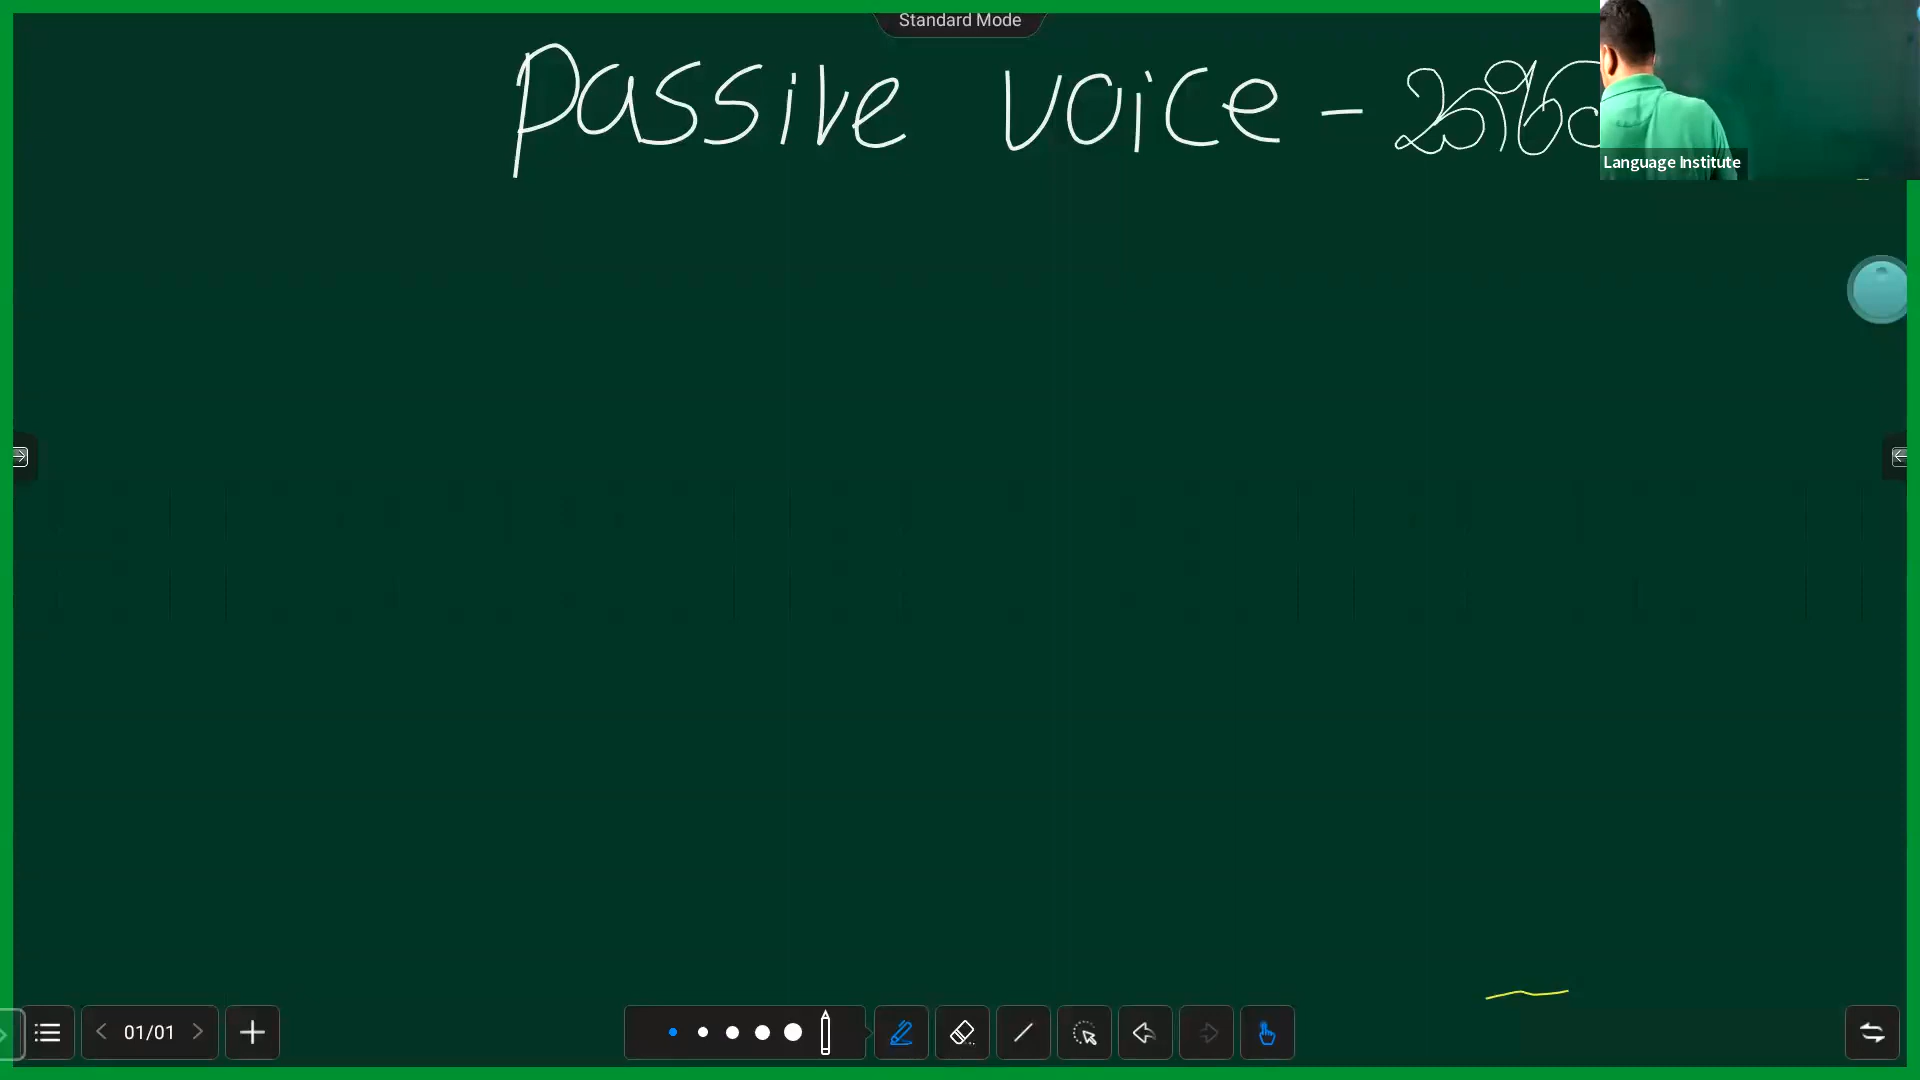 Standard Mode
Passive voice -
Language Institute
01/01